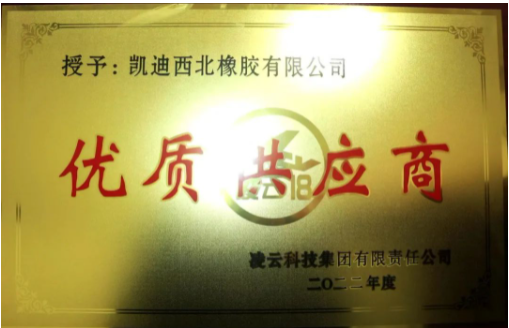 授予：凯迪西北橡胶有限公司
优质供应商
凌云科技集团有限责任公司
二〇二二年度